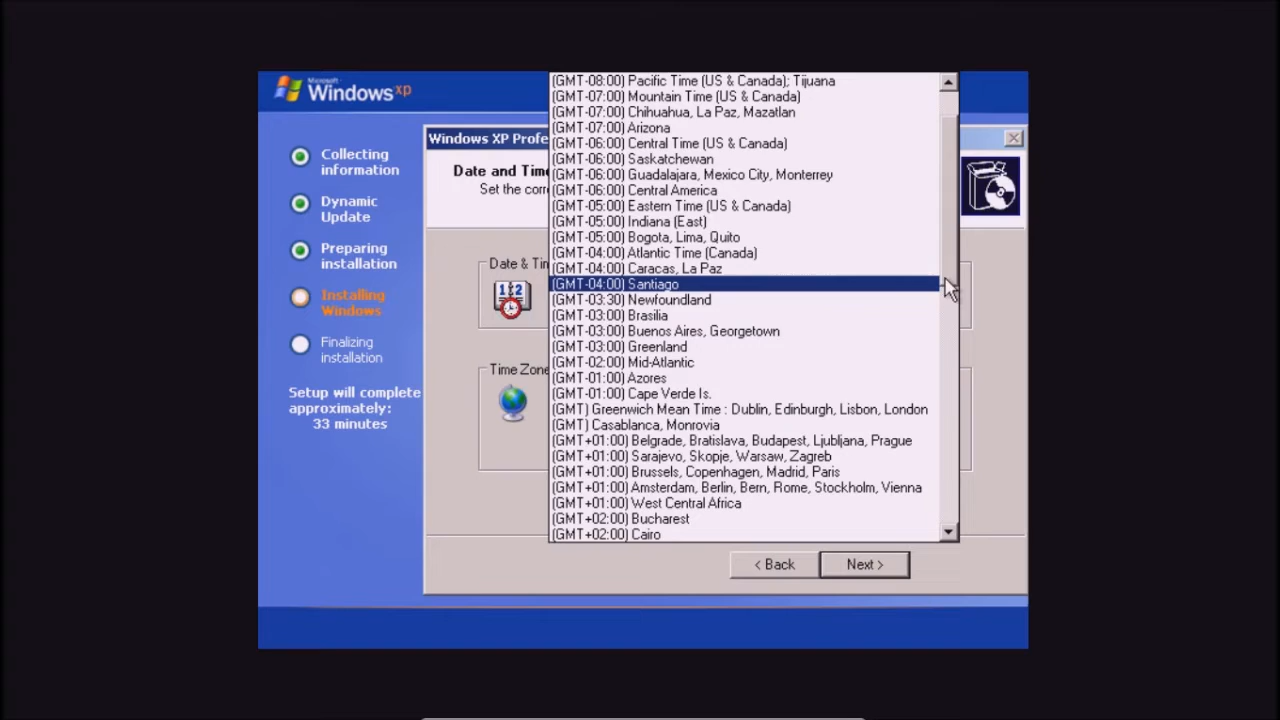 Microsoft
Windows xp
Collecting
information
Dynamic
Update
Preparing
installation
Installing
Windows
Finalizing
installation
Setup will complete
approximately:
33 minutes
Windows XP Profe
Date and Time
Set the corr
Date & Tin
12
Time Zone
(GMT-08:00) Pacific Time (US & Canada); Tijuana
(GMT-07:00) Mountain Time (US & Canada)
(GMT-07:00) Chihuahua, La Paz, Mazatlan
(GMT-07:00) Arizona
(GMT-06:00) Central Time (US & Canada)
(GMT-06:00) Saskatchewan
(GMT-06:00) Guadalajara, Mexico City, Monterrey
(GMT-06:00) Central America
(GMT-05:00) Eastern Time (US & Canada)
(GMT-05:00) Indiana (East)
(GMT-05:00) Bogota, Lima, Quito
(GMT-04:00) Atlantic Time (Canada)
(GMT-04:00) Caracas, La Paz
(GMT-04:00) Santiago
(GMT-03:30) Newfoundland
(GMT-03:00) Brasilia
(GMT-03:00) Buenos Aires, Georgetown
(GMT-03:00) Greenland
(GMT-02:00) Mid-Atlantic
(GMT-01:00) Azores
(GMT-01:00) Cape Verde Is.
(GMT) Greenwich Mean Time : Dublin, Edinburgh, Lisbon, London
(GMT) Casablanca, Monrovia
(GMT+01:00) Belgrade, Bratislava, Budapest, Ljubljana, Prague
(GMT+01:00) Sarajevo, Skopje, Warsaw, Zagreb
(GMT+01:00) Brussels, Copenhagen, Madrid, Paris
(GMT+01:00) Amsterdam, Berlin, Bern, Rome, Stockholm, Vienna
(GMT+01:00) West Central Africa
(GMT+02:00) Bucharest
(GMT+02:00) Cairo
< Back
Next >